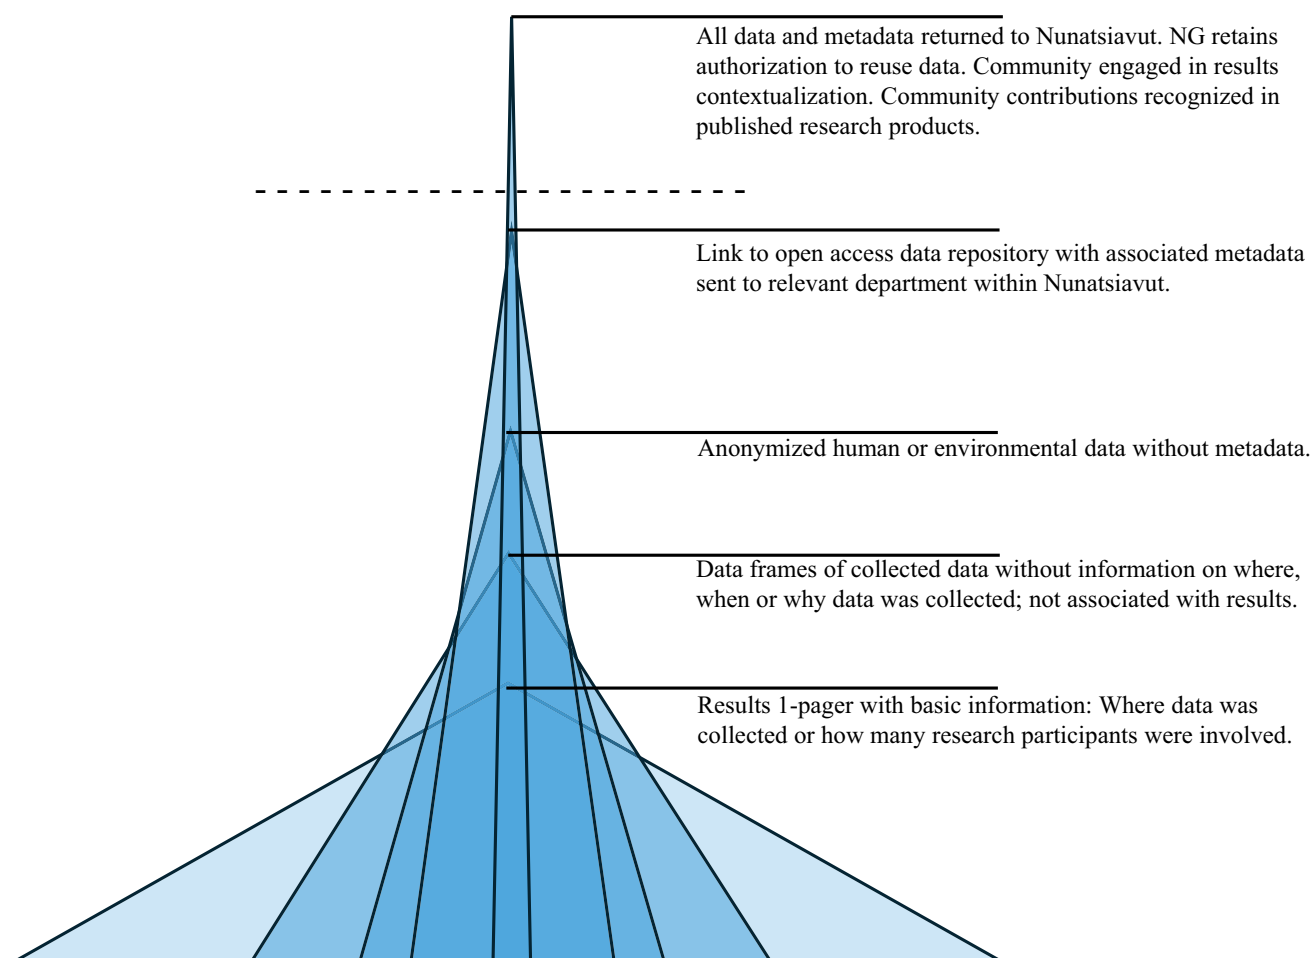 All data and metadata returned to Nunatsiavut. NG retains
authorization to reuse data. Community engaged in results
contextualization. Community contributions recognized in
published research products.
Link to open access data repository with associated metadata
sent to relevant department within Nunatsiavut.
Anonymized human or environmental data without metadata.
Data frames of collected data without information on where,
when or why data was collected; not associated with results.
Results 1-pager with basic information: Where data was
collected or how many research participants were involved.